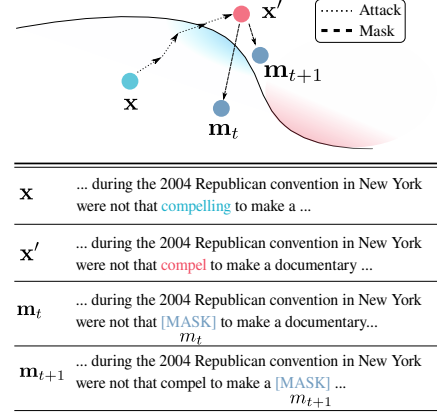 x′
Attack
Mask
x
m_{t+1}
m_t
x ... during the 2004 Republican convention in New York
were not that compelling to make a ...
x′ ... during the 2004 Republican convention in New York
were not that compel to make a documentary ...
m_t ... during the 2004 Republican convention in New York
were not that [MASK] to make a documentary...
m_t
m_{t+1} ... during the 2004 Republican convention in New York
were not that compel to make a [MASK] ...
m_{t+1}